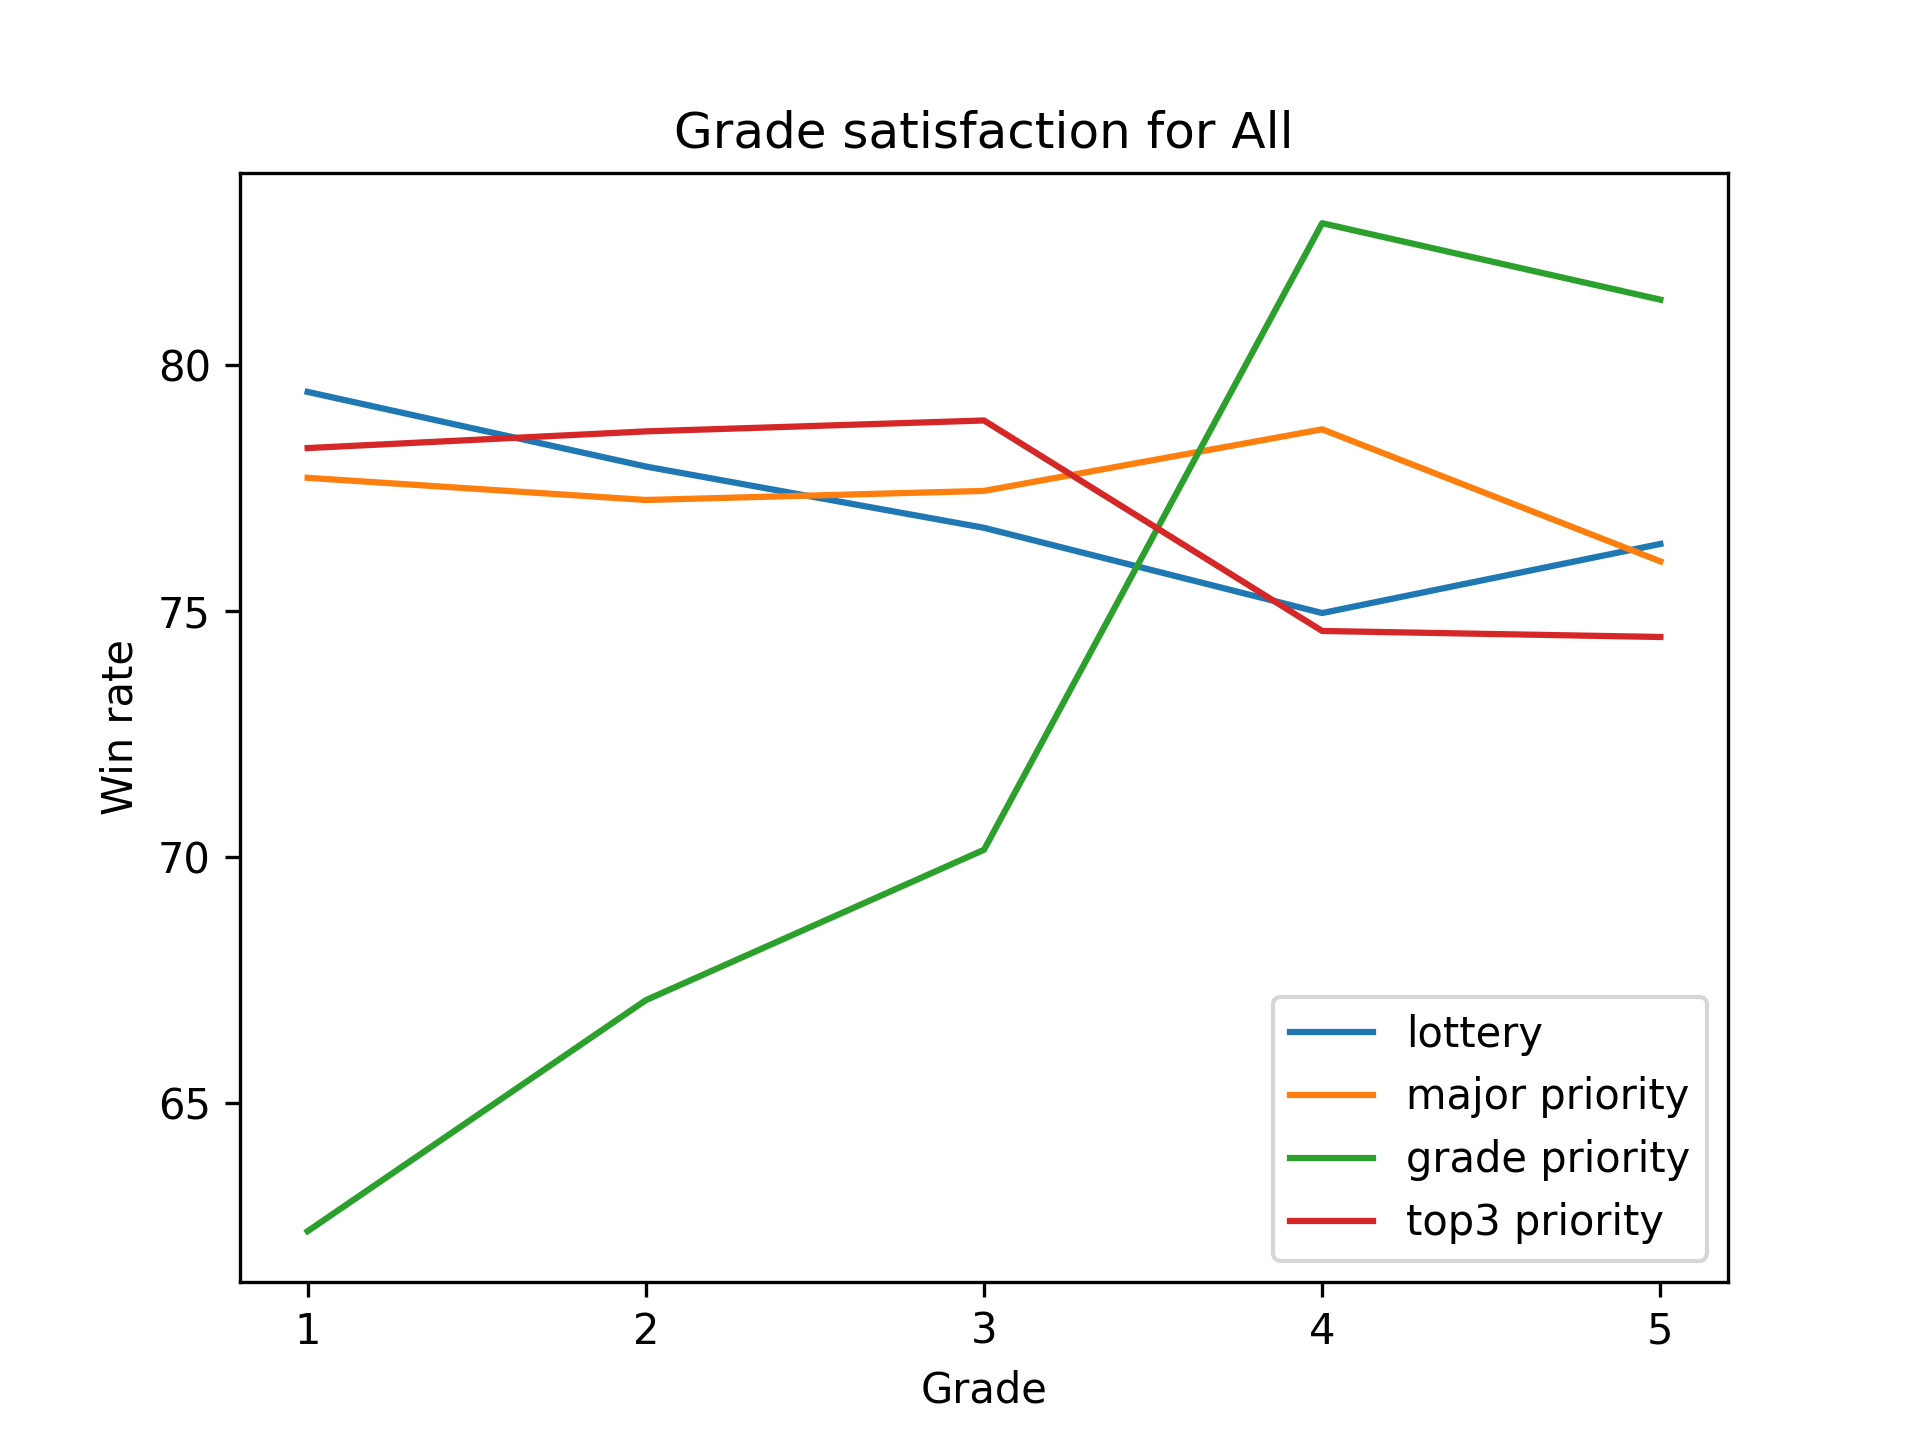 Grade satisfaction for All
Win rate
80
75
70
65
1 2 3 4 5
Grade
lottery
major priority
grade priority
top3 priority